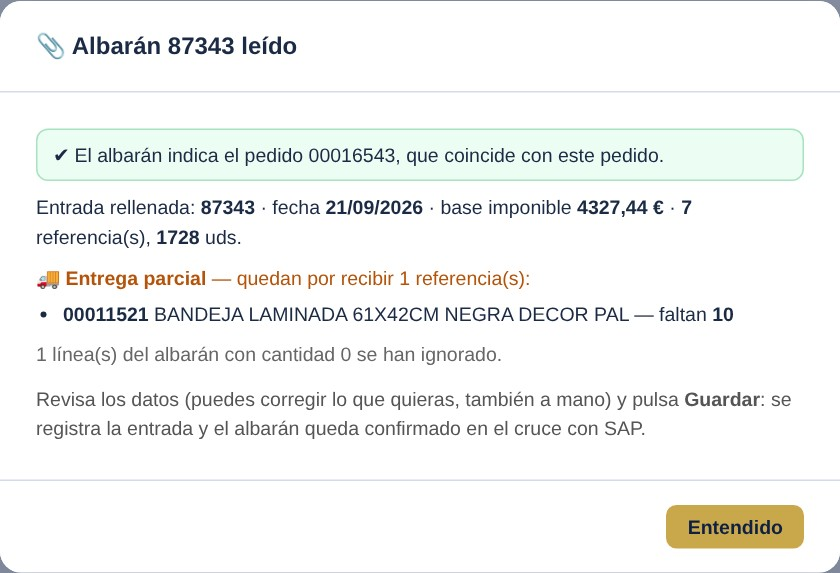 📎 Albarán 87343 leído
✔ El albarán indica el pedido 00016543, que coincide con este pedido.
Entrada rellenada: 87343 · fecha 21/09/2026 · base imponible 4327,44 € · 7
referencia(s), 1728 uds.
🚚 Entrega parcial — quedan por recibir 1 referencia(s):
• 00011521 BANDEJA LAMINADA 61X42CM NEGRA DECOR PAL — faltan 10
1 línea(s) del albarán con cantidad 0 se han ignorado.
Revisa los datos (puedes corregir lo que quieras, también a mano) y pulsa Guardar: se
registra la entrada y el albarán queda confirmado en el cruce con SAP.
Entendido